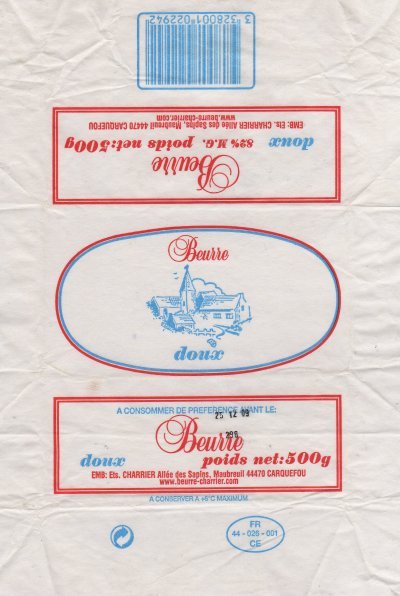 3 328001 022942
www.beurre-charrier.com
EMB: Ets. CHARRIER Allée des Sapins, Maubreuil 44470 CARQUEFOU
82% M.G. poids net:500g
doux
Beurre
Beurre
doux
A CONSOMMER DE PREFERENCE AVANT LE:
25 12 09
396
Beurre
doux poids net:500g
EMB: Ets. CHARRIER Allée des Sapins, Maubreuil 44470 CARQUEFOU
www.beurre-charrier.com
A CONSERVER A +6°C MAXIMUM
FR
44 - 026 - 001
CE